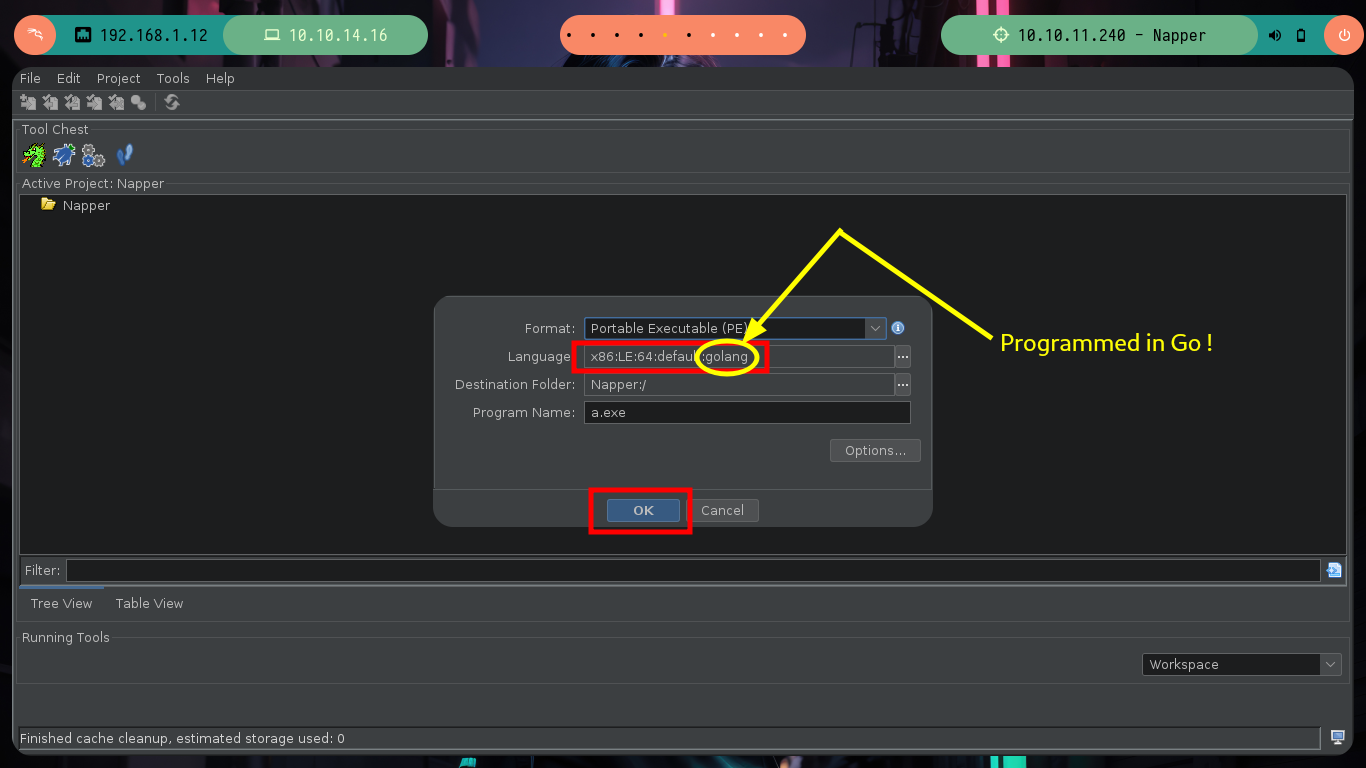 192.168.1.12 10.10.14.16 10.10.11.240 - Napper
File Edit Project Tools Help
Tool Chest
Active Project: Napper
Napper
Format: Portable Executable (PE)
Programmed in Go !
Language: x86:LE:64:default:golang ...
Destination Folder: Napper:/ ...
Program Name: a.exe
Options...
OK Cancel
Filter:
Tree View Table View
Running Tools
Workspace
Finished cache cleanup, estimated storage used: 0